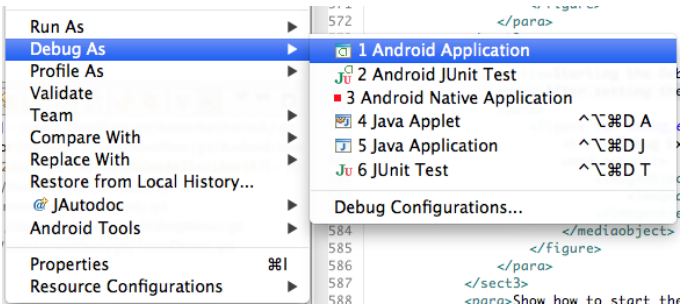 Run As
Debug As
Profile As
Validate
Team
Compare With
Replace With
Restore from Local History...
@ JAutodoc
Android Tools
Properties ⌘I
Resource Configurations
1 Android Application
Ju 2 Android JUnit Test
3 Android Native Application
4 Java Applet ^⌥⌘D A
J 5 Java Application ^⌥⌘D J
Ju 6 JUnit Test ^⌥⌘D T
Debug Configurations...
572 </para>
584 </mediaobject>
585 </figure>
586 </para>
587 </sect3>
588 <para>Show how to start the